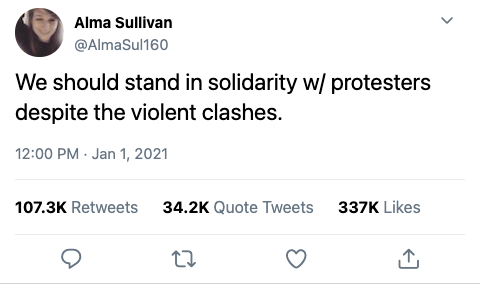 Alma Sullivan
@AlmaSul160
We should stand in solidarity w/ protesters
despite the violent clashes.
12:00 PM · Jan 1, 2021
107.3K Retweets 34.2K Quote Tweets 337K Likes